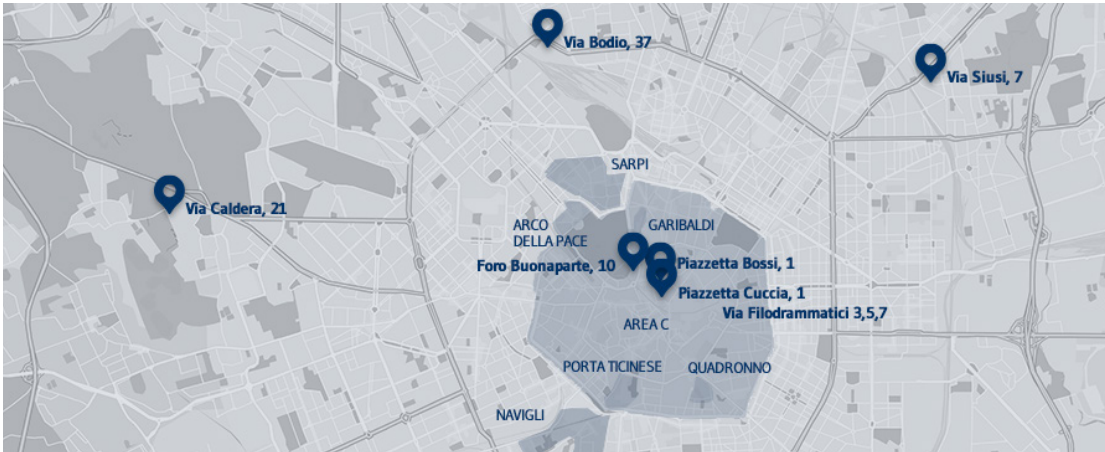 Via Bodio, 37
Via Siusi, 7
SARPI
Via Caldera, 21
ARCO
DELLA PACE
GARIBALDI
Foro Buonaparte, 10
Piazzetta Bossi, 1
Piazzetta Cuccia, 1
Via Filodrammatici 3,5,7
AREA C
PORTA TICINESE
QUADRONNO
NAVIGLI